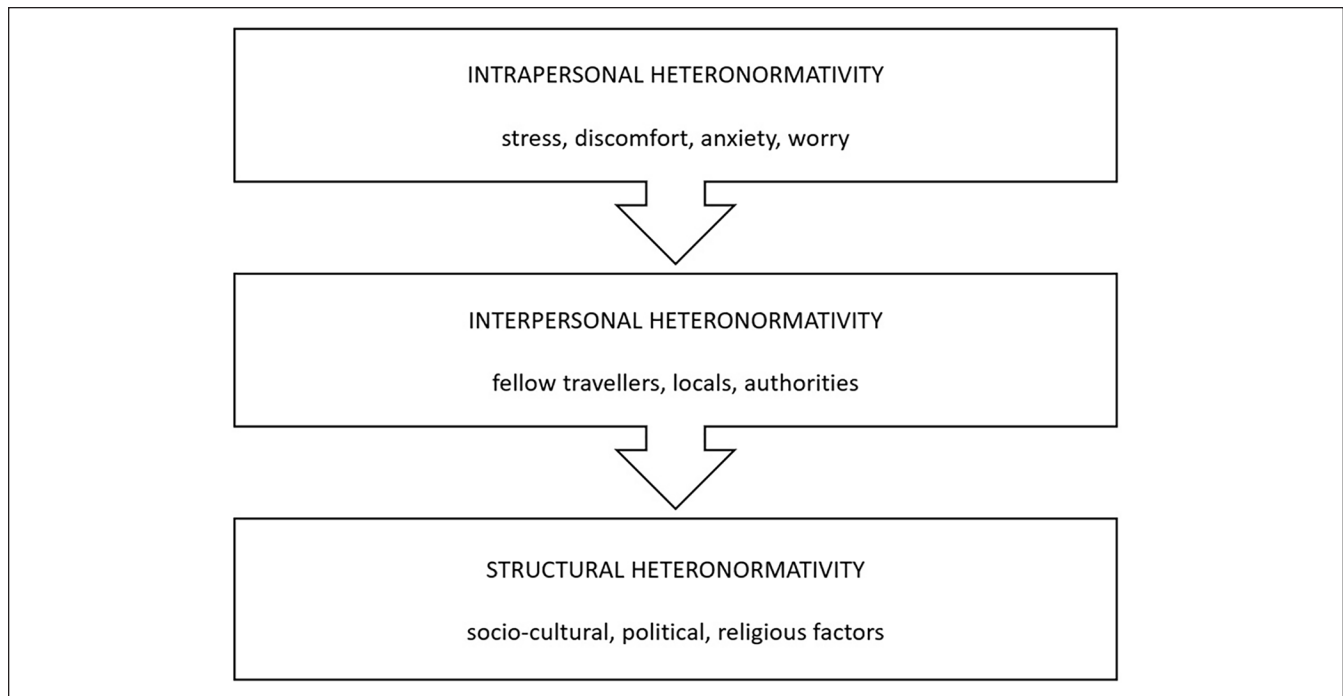 INTRAPERSONAL HETERONORMATIVITY
stress, discomfort, anxiety, worry
INTERPERSONAL HETERONORMATIVITY
fellow travellers, locals, authorities
STRUCTURAL HETERONORMATIVITY
socio-cultural, political, religious factors